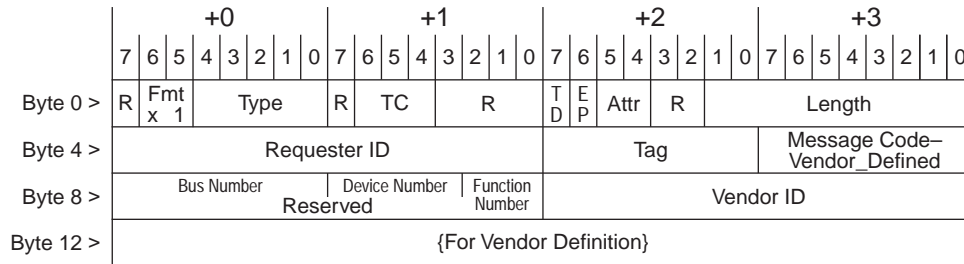 +0 +1 +2 +3
7 6 5 4 3 2 1 0 7 6 5 4 3 2 1 0 7 6 5 4 3 2 1 0 7 6 5 4 3 2 1 0
Byte 0 > R Fmt x 1 Type R TC R TD EP Attr R Length
Byte 4 > Requester ID Tag Message Code– Vendor_Defined
Byte 8 > Bus Number Device Number Function Number Reserved Vendor ID
Byte 12 > {For Vendor Definition}